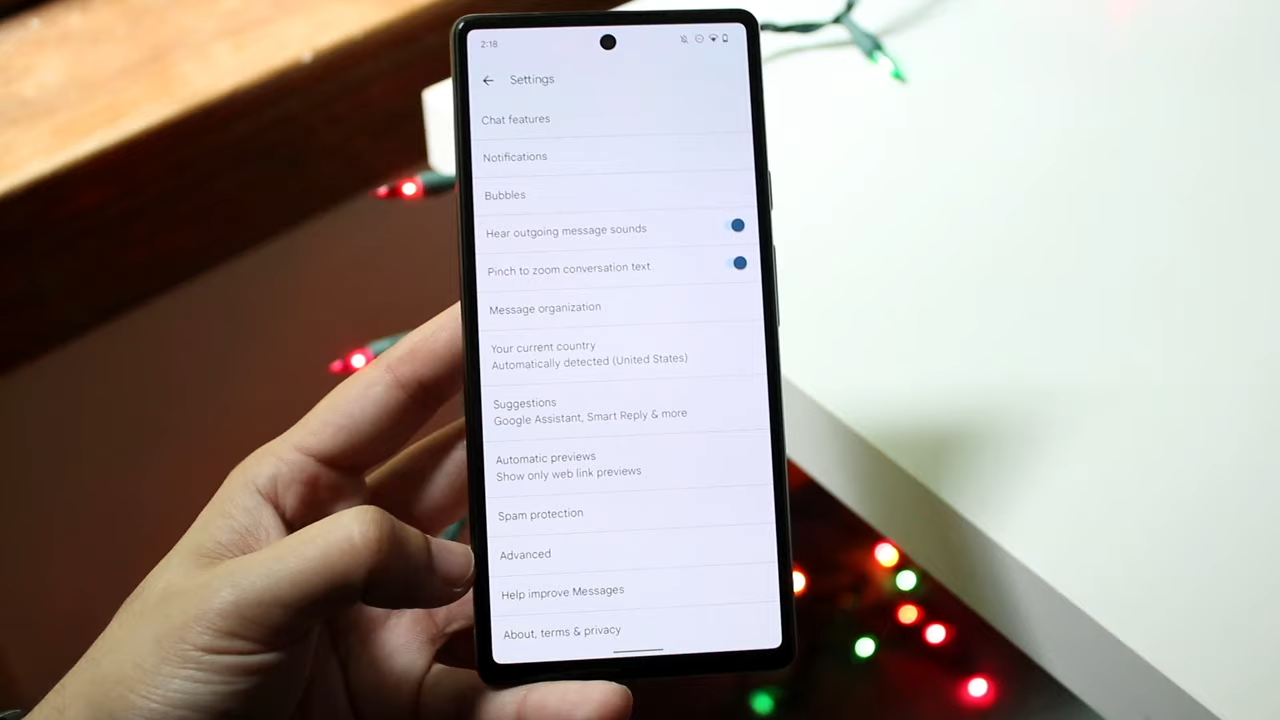 2:18
Settings
Chat features
Notifications
Bubbles
Hear outgoing message sounds
Pinch to zoom conversation text
Message organization
Your current country
Automatically detected (United States)
Suggestions
Google Assistant, Smart Reply & more
Automatic previews
Show only web link previews
Spam protection
Advanced
Help improve Messages
About, terms & privacy